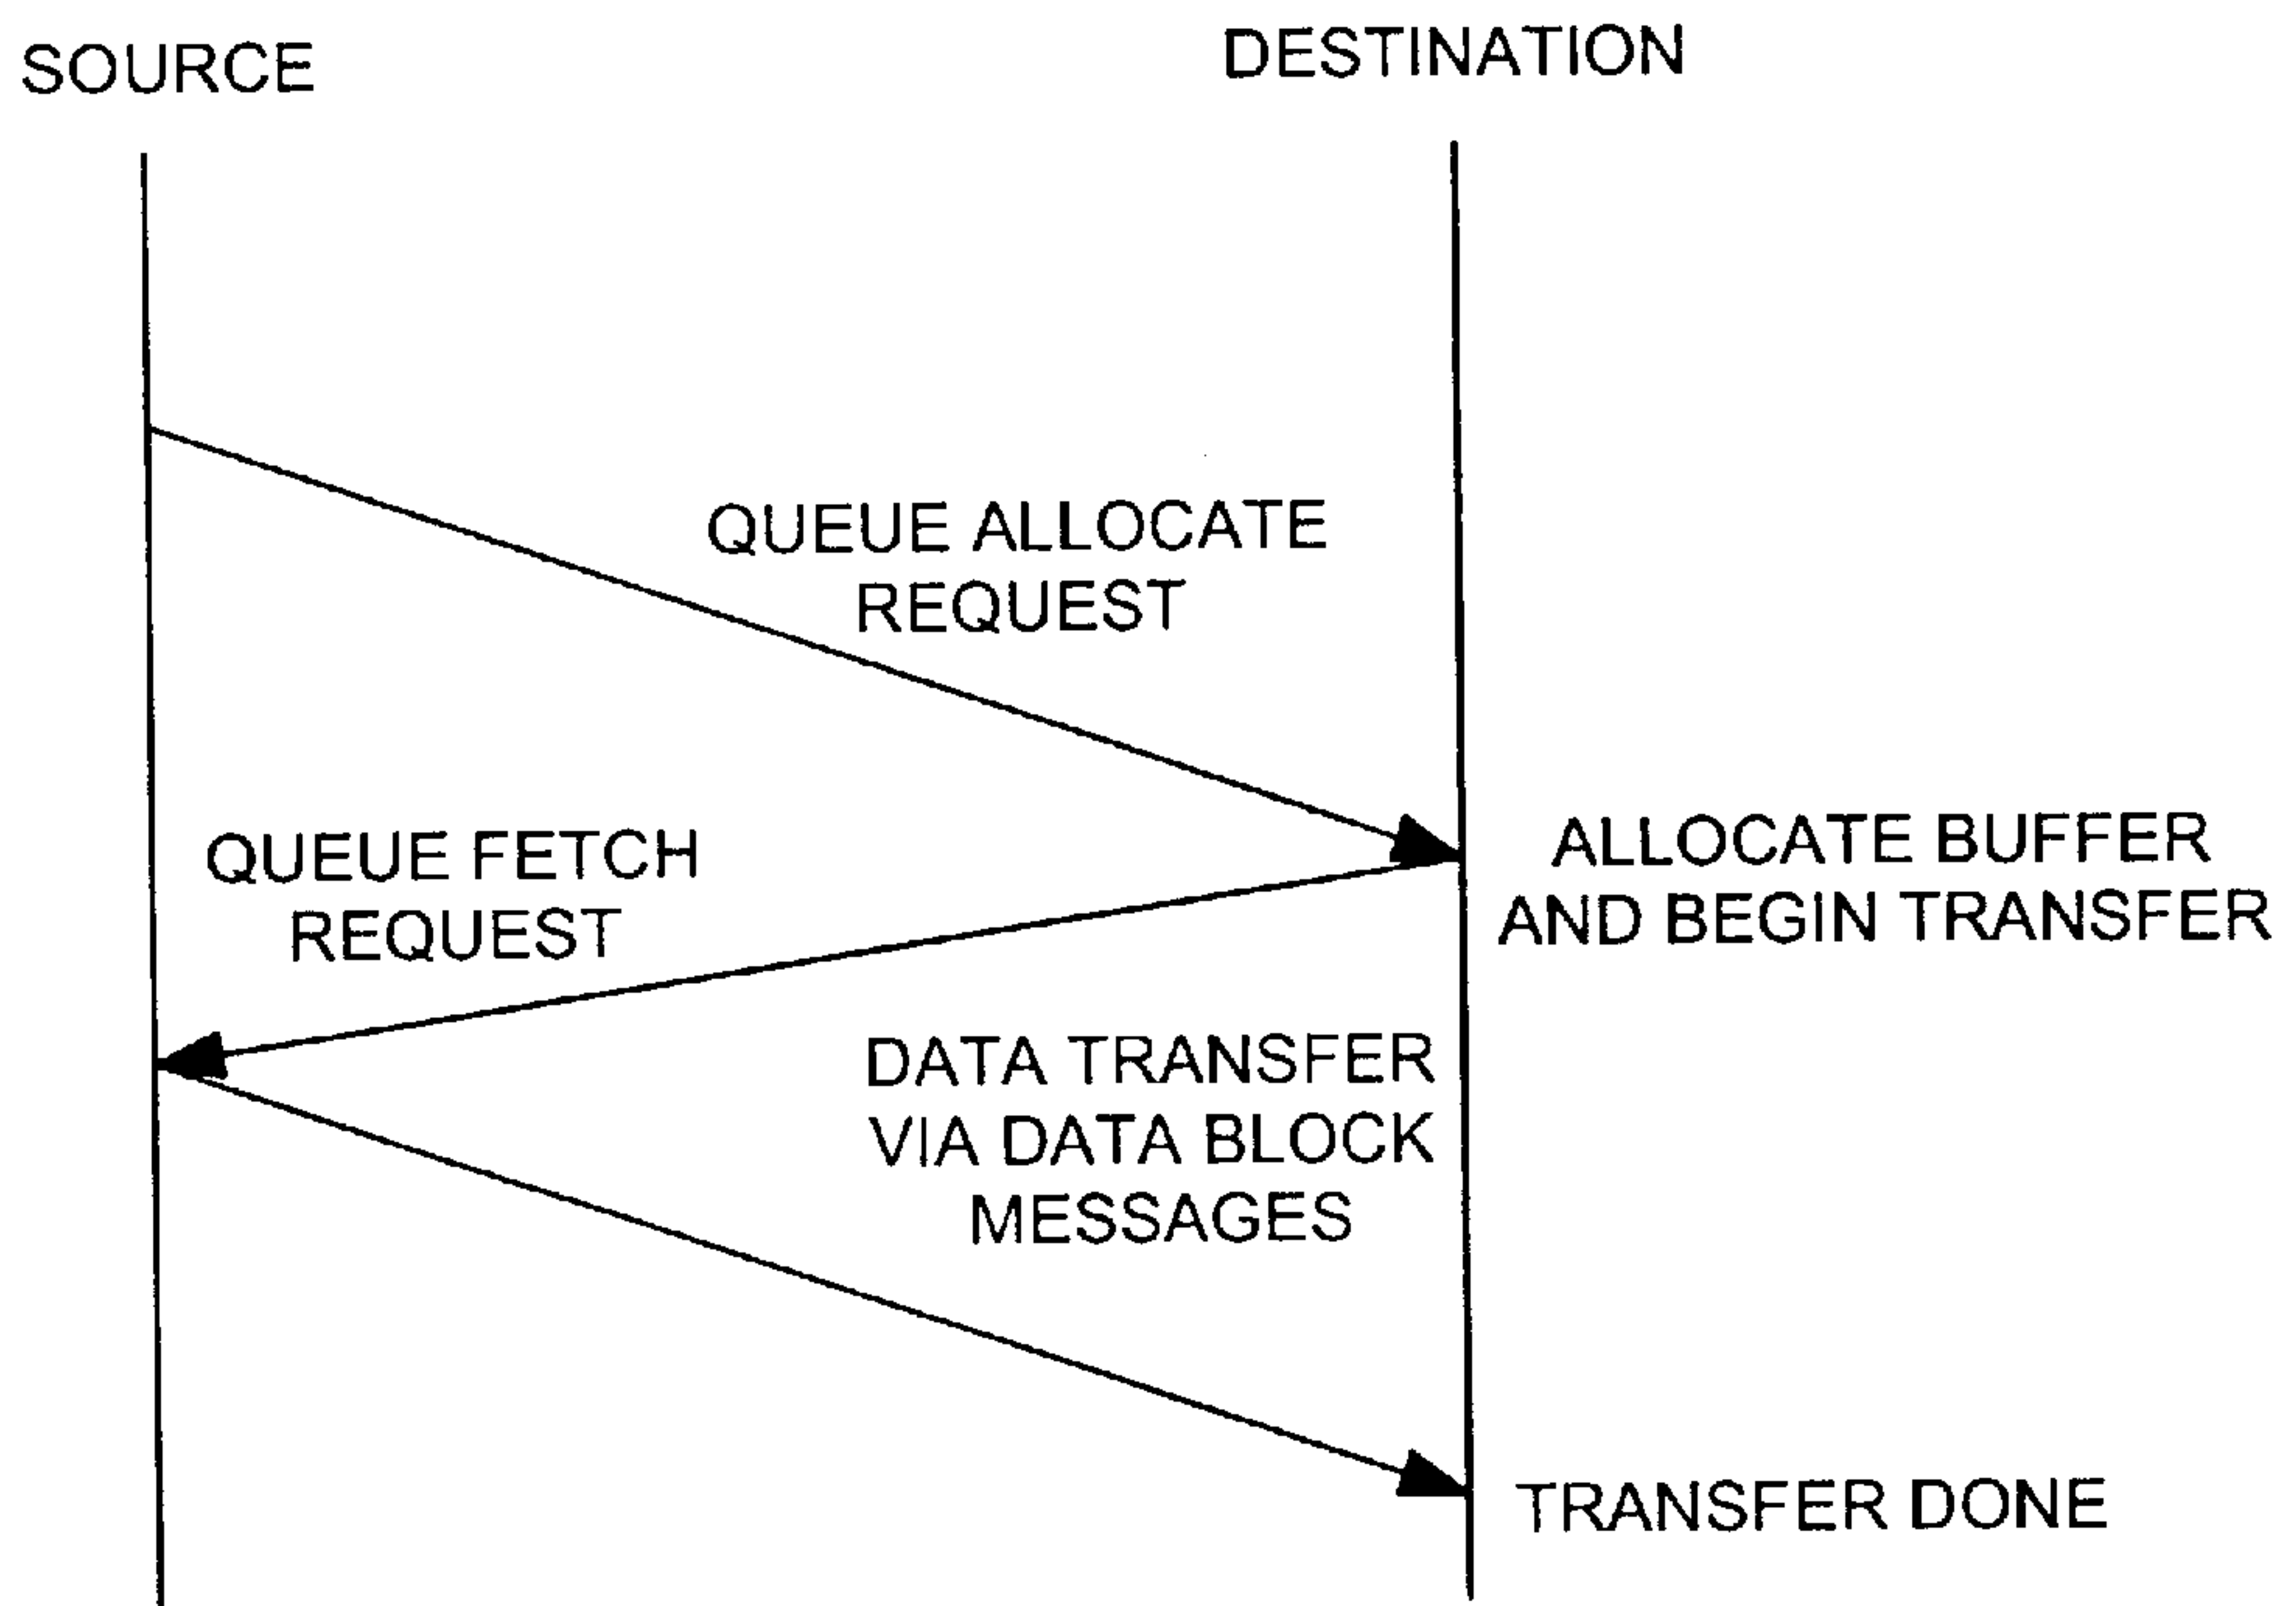 SOURCE
DESTINATION
QUEUE ALLOCATE
REQUEST
ALLOCATE BUFFER
AND BEGIN TRANSFER
QUEUE FETCH
REQUEST
DATA TRANSFER
VIA DATA BLOCK
MESSAGES
TRANSFER DONE